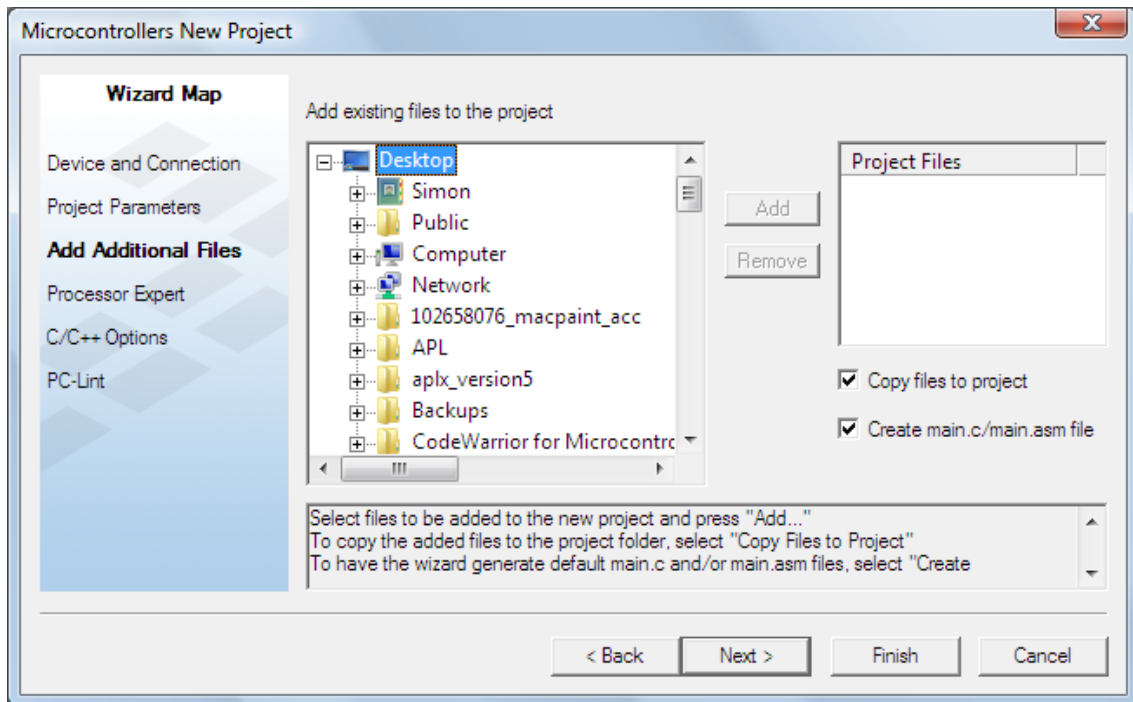 Microcontrollers New Project
Wizard Map
Device and Connection
Project Parameters
Add Additional Files
Processor Expert
C/C++ Options
PC-Lint
Add existing files to the project
Desktop
Simon
Public
Computer
Network
102658076_macpaint_acc
APL
aplx_version5
Backups
CodeWarrior for Microcontrc
Add
Remove
Project Files
Copy files to project
Create main.c/main.asm file
Select files to be added to the new project and press "Add..."
To copy the added files to the project folder, select "Copy Files to Project"
To have the wizard generate default main.c and/or main.asm files, select "Create
< Back
Next >
Finish
Cancel